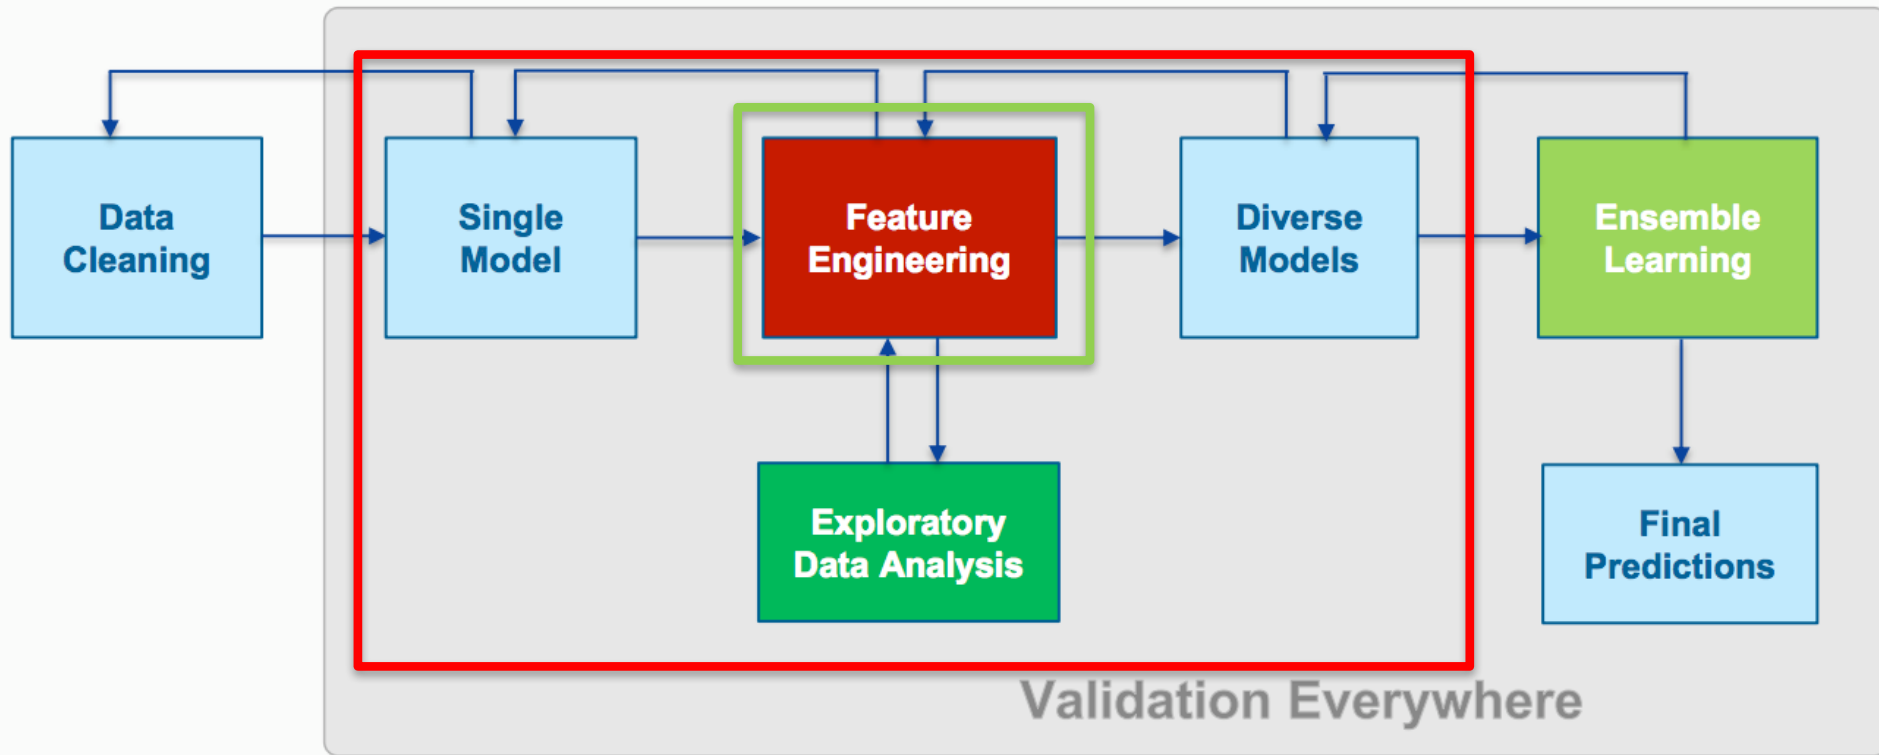 Data
Cleaning
Single
Model
Feature
Engineering
Diverse
Models
Ensemble
Learning
Exploratory
Data Analysis
Final
Predictions
Validation Everywhere